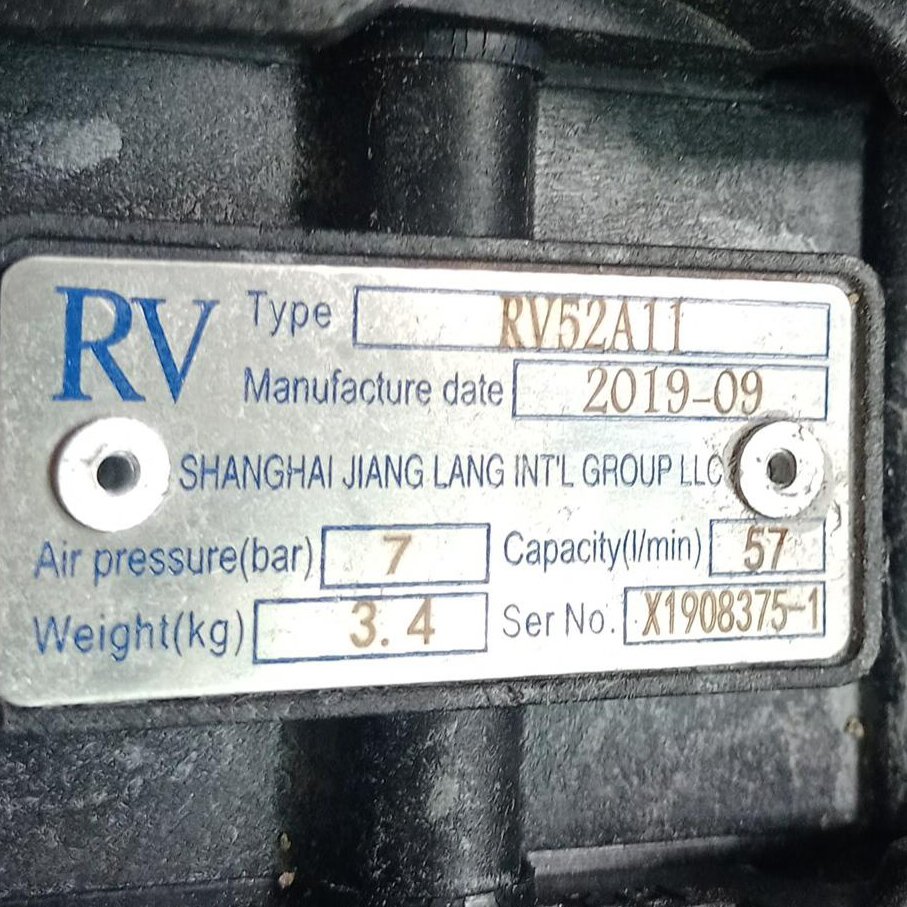 RV Type RV52A11
Manufacture date 2019-09
SHANGHAI JIANG LANG INT'L GROUP LLC
Air pressure(bar) 7 Capacity(l/min) 57
Weight(kg) 3.4 Ser No. X1908375-1